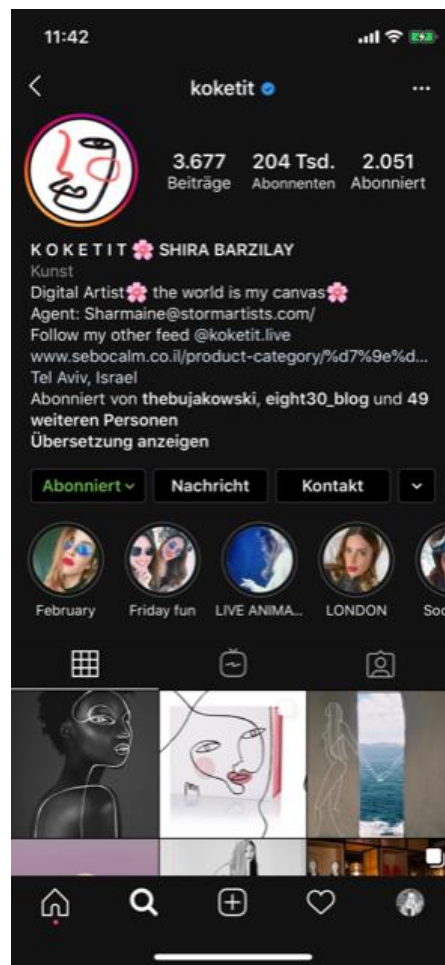 11:42
koketit
3.677 204 Tsd. 2.051
Beiträge Abonnenten Abonniert
K O K E T I T 🌸 SHIRA BARZILAY
Kunst
Digital Artist🌸 the world is my canvas🌸
Agent: Sharmaine@stormartists.com/
Follow my other feed @koketit.live
www.sebocalm.co.il/product-category/%d7%9e%d...
Tel Aviv, Israel
Abonniert von thebujakowski, eight30_blog und 49
weiteren Personen
Übersetzung anzeigen
Abonniert Nachricht Kontakt
February Friday fun LIVE ANIMA... LONDON Soc